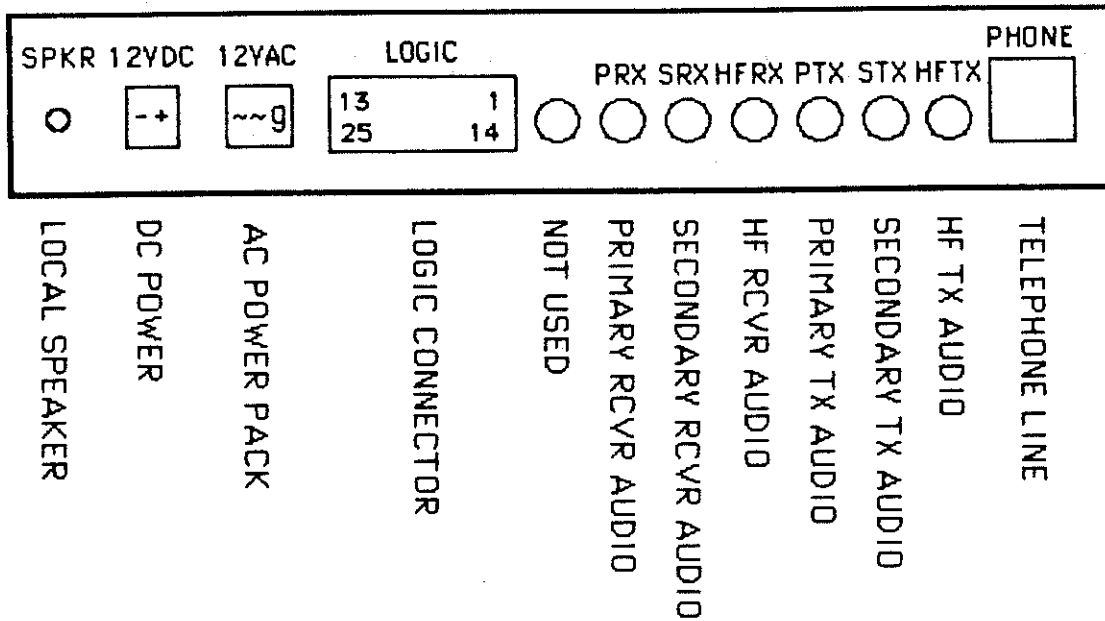 PHONE
SPKR 12VDC 12VAC LOGIC
PRX SRX HFRX PTX STX HFTX
- + ~~g 13 1
25 14
LOCAL SPEAKER
DC POWER
AC POWER PACK
LOGIC CONNECTOR
NOT USED
PRIMARY RCVR AUDIO
SECONDARY RCVR AUDIO
HF RCVR AUDIO
PRIMARY TX AUDIO
SECONDARY TX AUDIO
HF TX AUDIO
TELEPHONE LINE